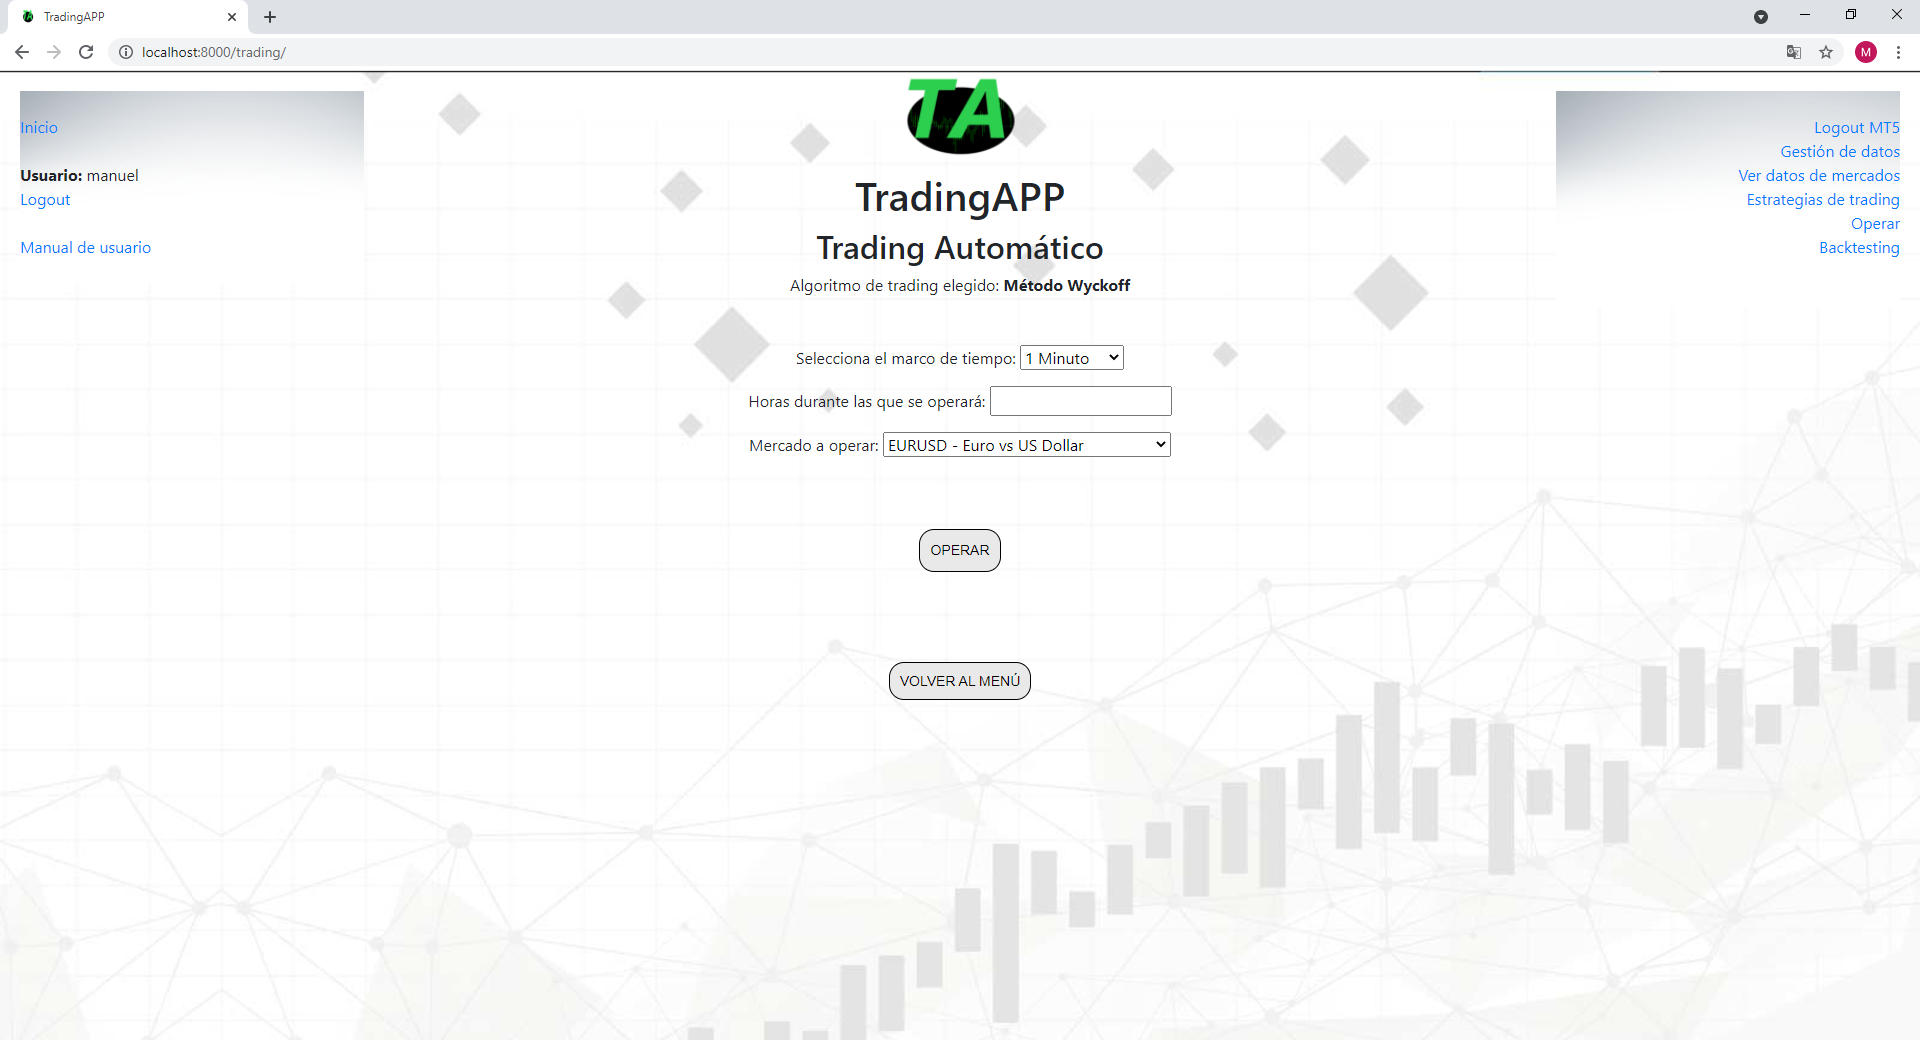 TradingAPP
localhost:8000/trading/
M
TA
Inicio
Usuario: manuel
Logout
Manual de usuario
Logout MT5
Gestión de datos
Ver datos de mercados
Estrategias de trading
Operar
Backtesting
TradingAPP
Trading Automático
Algoritmo de trading elegido: Método Wyckoff
Selecciona el marco de tiempo: 1 Minuto
Horas durante las que se operará:
Mercado a operar: EURUSD - Euro vs US Dollar
OPERAR
VOLVER AL MENÚ